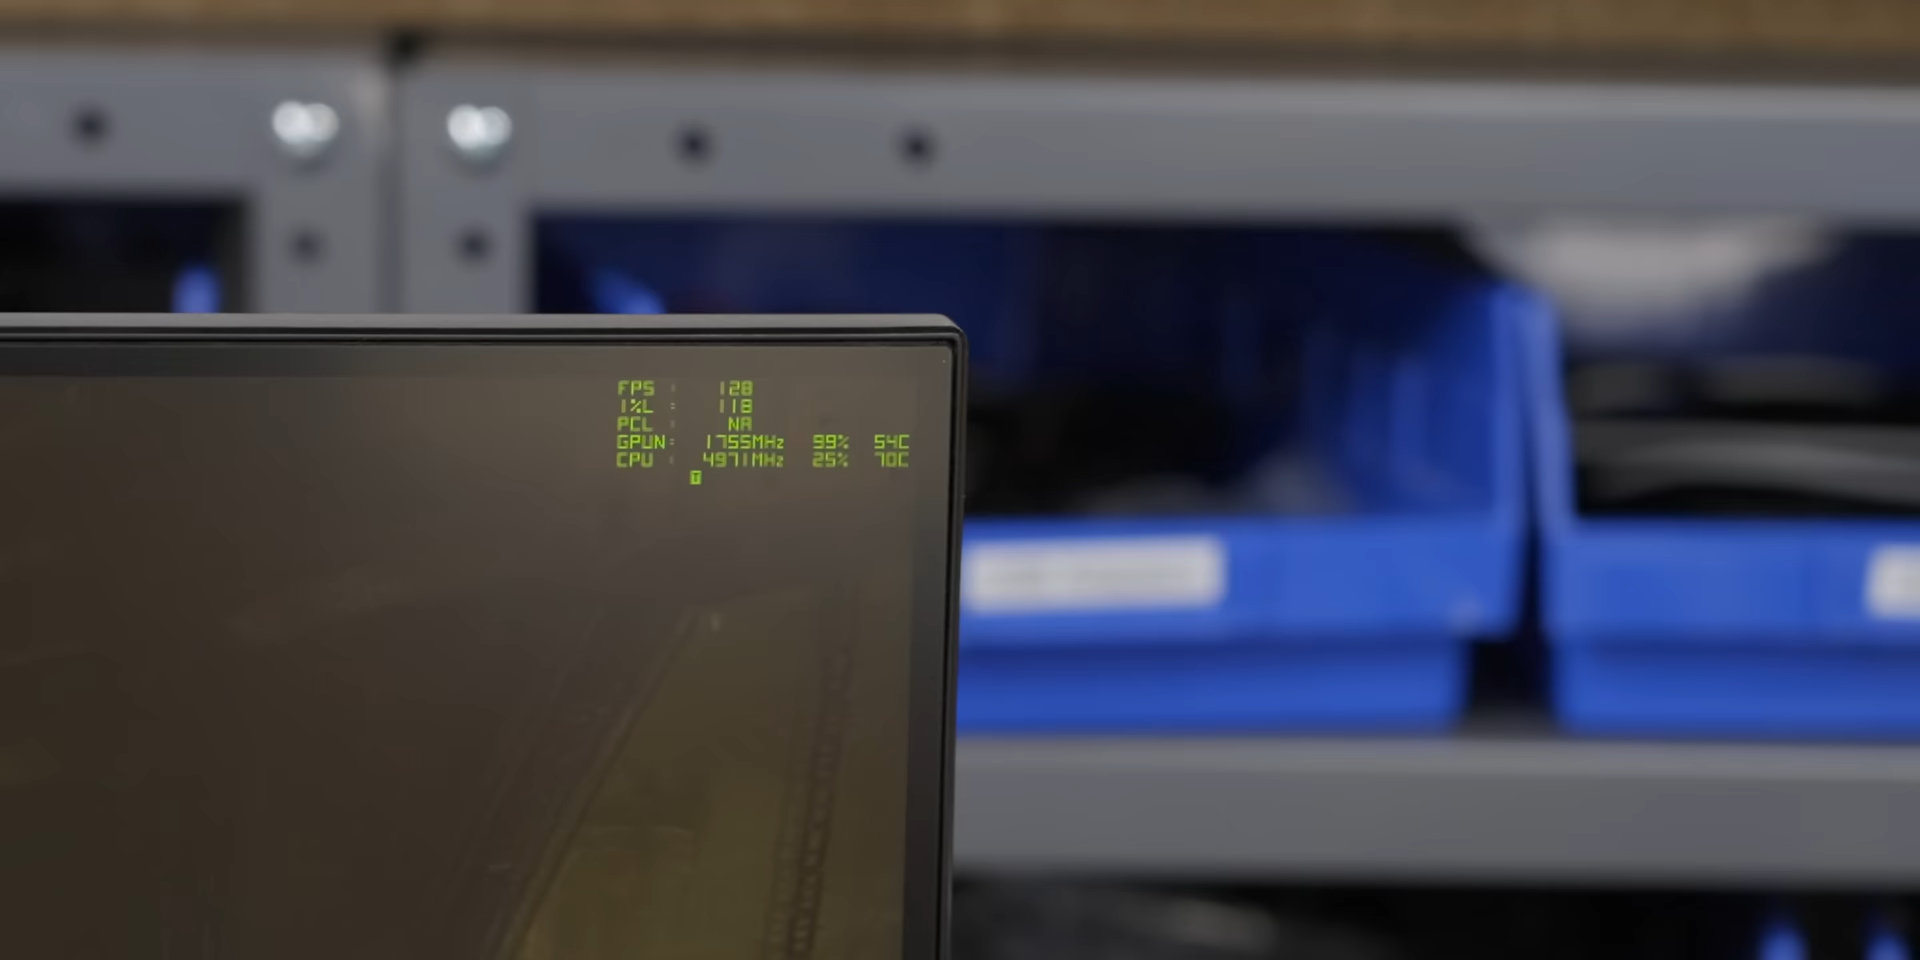 FPS : 128
1%L : 118
PCL : NA
GPUN: 1755MHz 99% 54C
CPU : 4971MHz 25% 70C
T